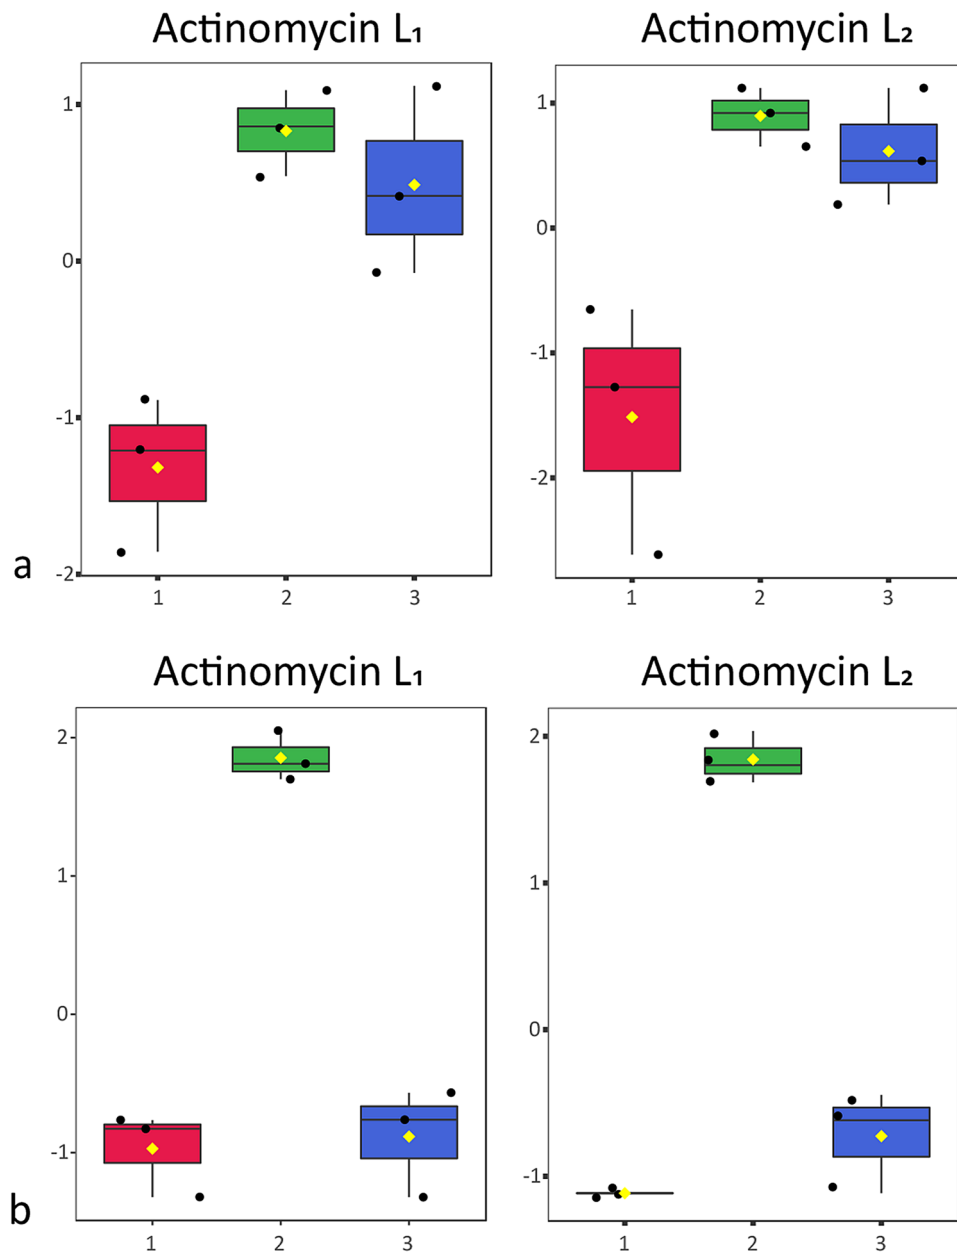 Actinomycin L₁ Actinomycin L₂
1 1
0 0
-1 -1
-2 -2
a
1 2 3 1 2 3
Actinomycin L₁ Actinomycin L₂
2 2
1 1
0 0
-1 -1
b
1 2 3 1 2 3